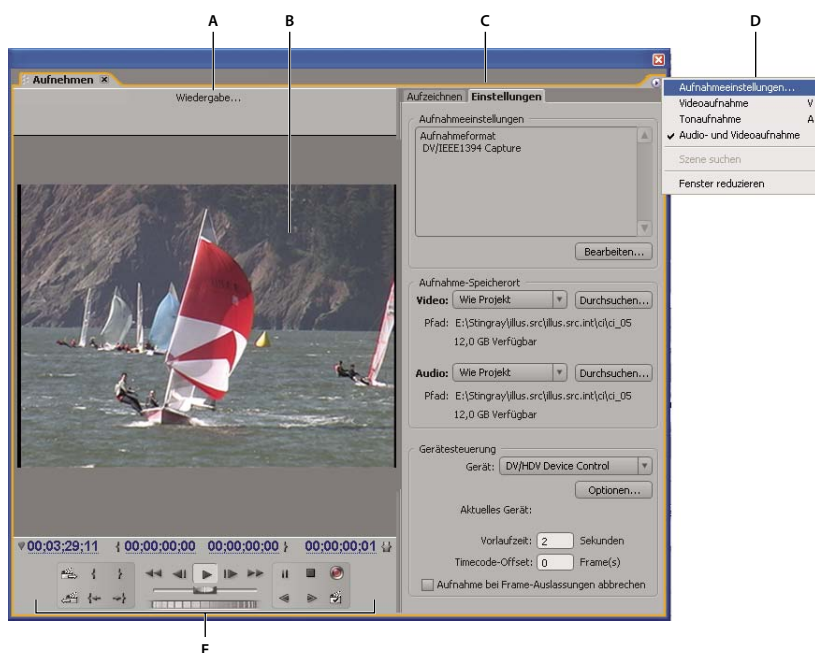 A B C D
Aufnehmen
Wiedergabe...
Aufzeichnen Einstellungen
Aufnahmeeinstellungen
Aufnahmeformat
DV/IEEE1394 Capture
Bearbeiten...
Aufnahme-Speicherort
Video: Wie Projekt Durchsuchen...
Pfad: E:\Stingray\illus.src\illus.src.int\ci\ci_05
12,0 GB Verfügbar
Audio: Wie Projekt Durchsuchen...
Pfad: E:\Stingray\illus.src\illus.src.int\ci\ci_05
12,0 GB Verfügbar
Gerätesteuerung
Gerät: DV/HDV Device Control
Optionen...
Aktuelles Gerät:
Vorlaufzeit: 2 Sekunden
Timecode-Offset: 0 Frame(s)
Aufnahme bei Frame-Auslassungen abbrechen
Aufnahmeeinstellungen...
Videoaufnahme V
Tonaufnahme A
Audio- und Videoaufnahme
Szene suchen
Fenster reduzieren
00;03;29;11 { 00;00;00;00 00;00;00;00 } 00;00;00;01
E